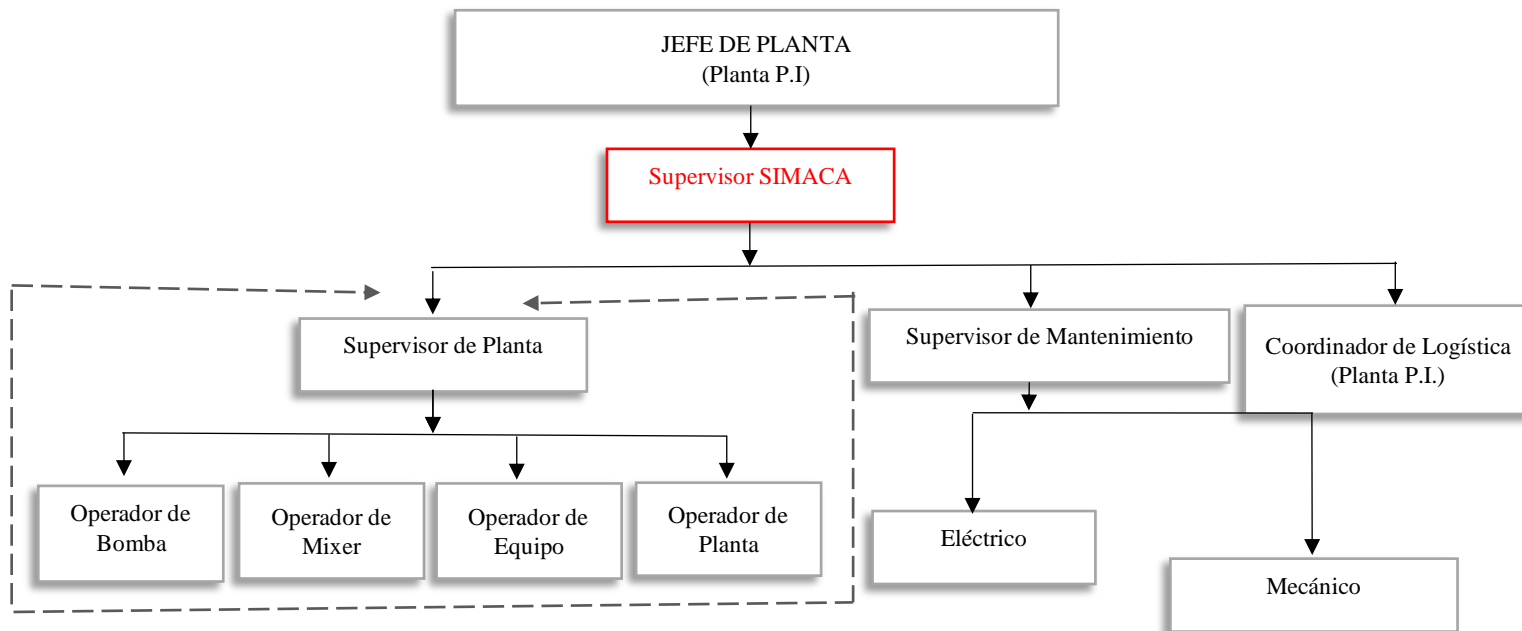 JEFE DE PLANTA
(Planta P.I)
Supervisor SIMACA
Supervisor de Planta
Supervisor de Mantenimiento
Coordinador de Logística
(Planta P.I.)
Operador de
Bomba
Operador de
Mixer
Operador de
Equipo
Operador de
Planta
Eléctrico
Mecánico